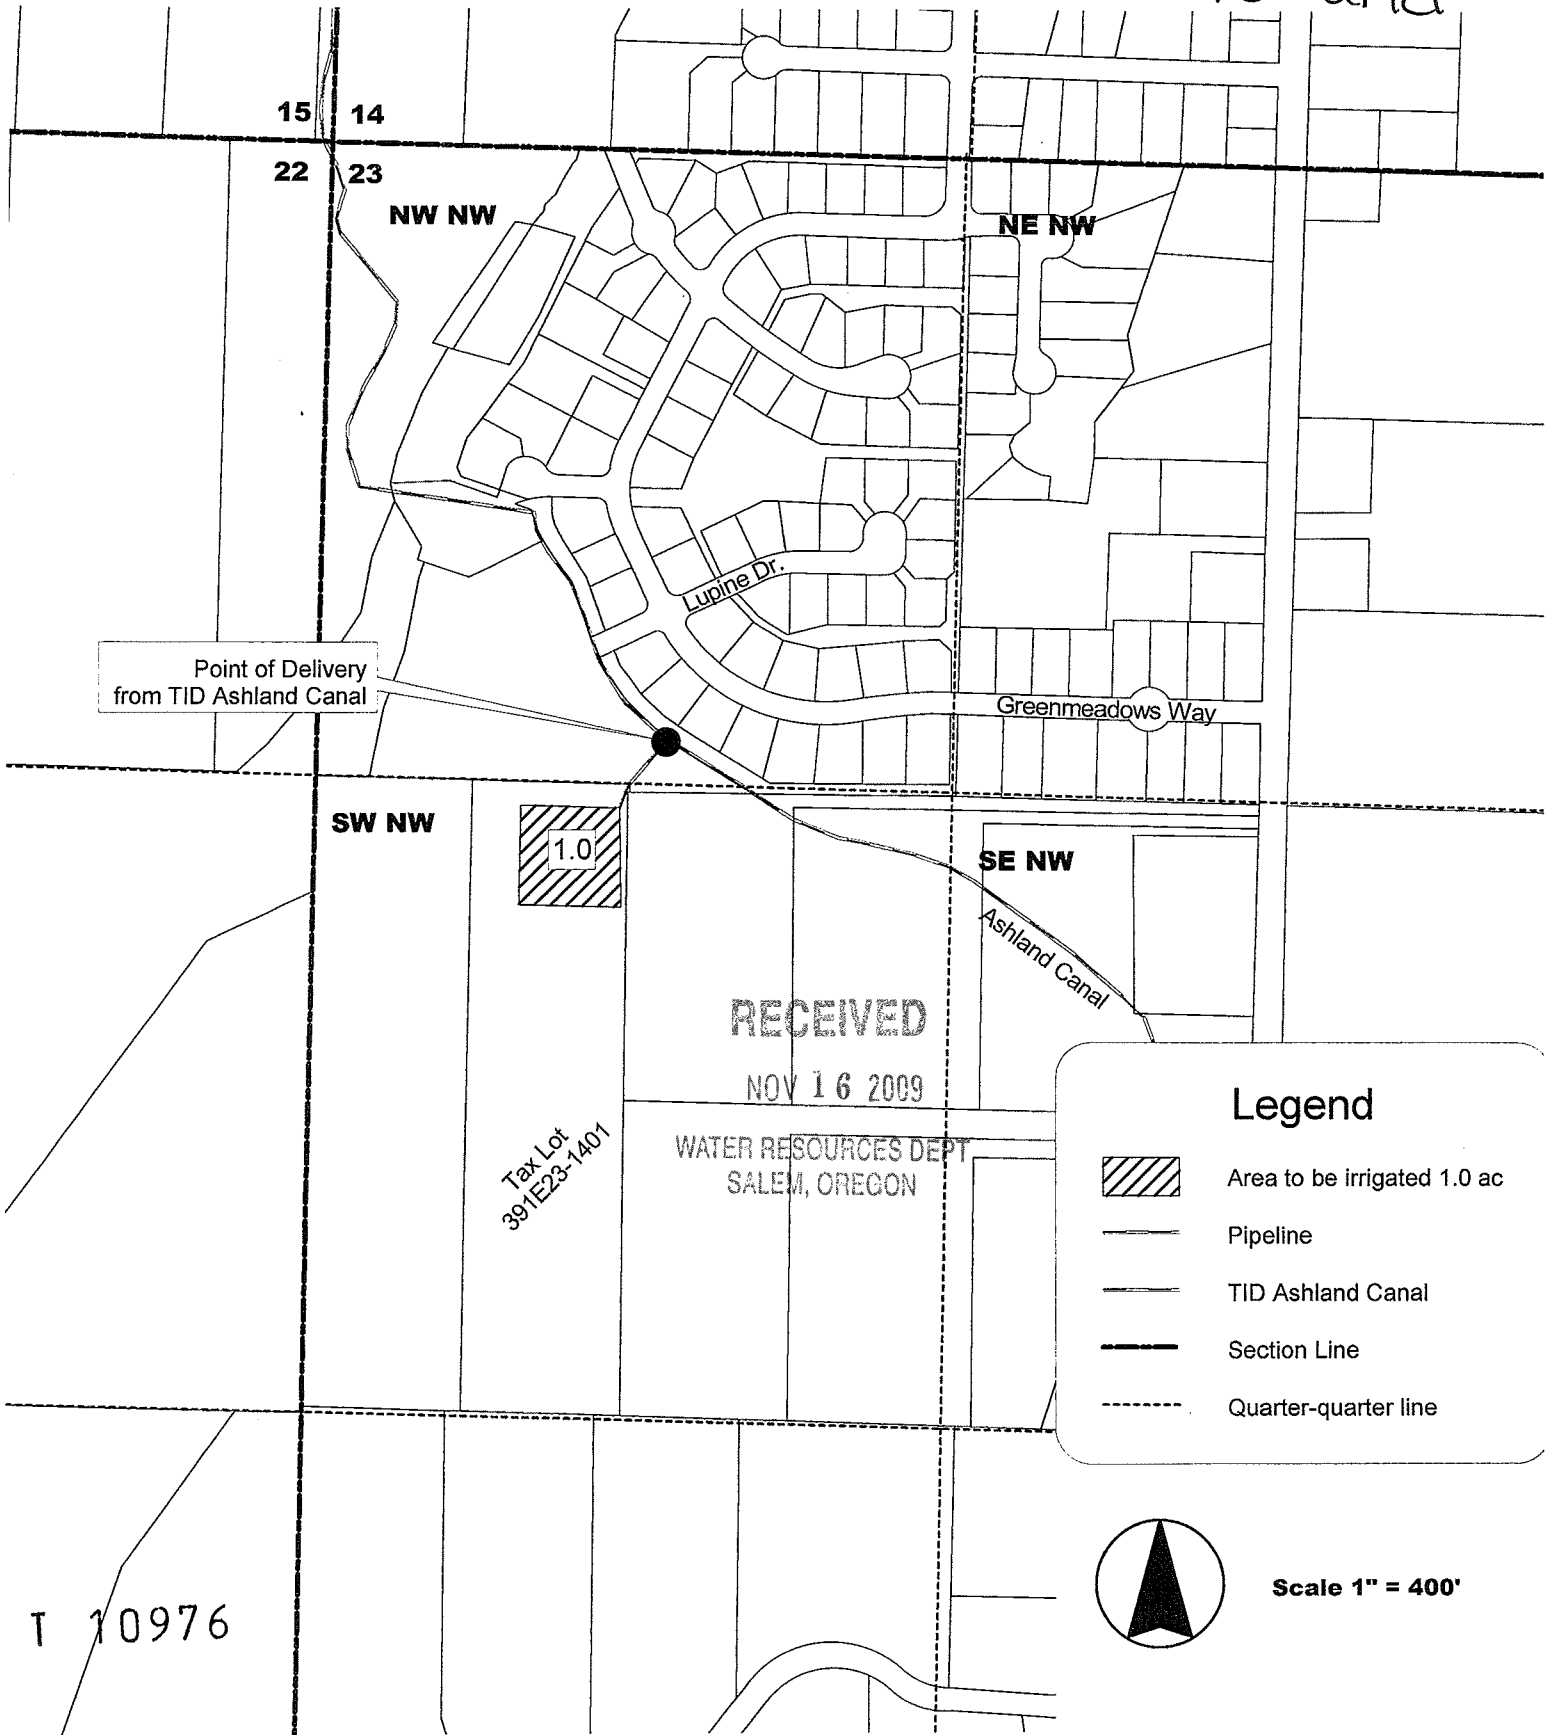 15 14
22 23
NW NW
NE NW
Lupine Dr.
Point of Delivery
from TID Ashland Canal
Greenmeadows Way
SW NW
1.0
SE NW
Ashland Canal
RECEIVED
NOV 16 2009
WATER RESOURCES DEPT
SALEM, OREGON
Tax Lot
391E23-1401
Legend
Area to be irrigated 1.0 ac
Pipeline
TID Ashland Canal
Section Line
Quarter-quarter line
Scale 1" = 400'
T 10976